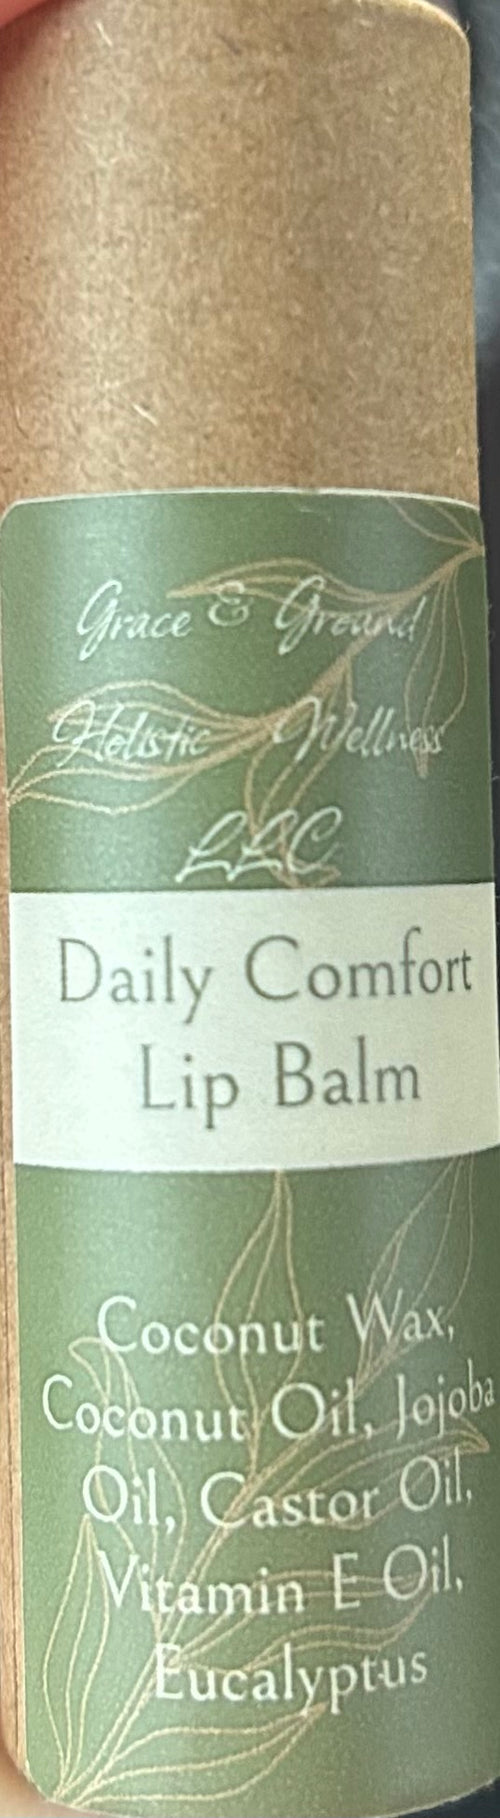 Grace & Ground
Holistic Wellness
LLC
Daily Comfort
Lip Balm
Coconut Wax,
Coconut Oil, Jojoba
Oil, Castor Oil,
Vitamin E Oil,
Eucalyptus